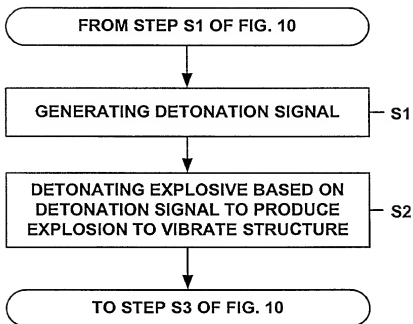 FROM STEP S1 OF FIG. 10
GENERATING DETONATION SIGNAL
S1
DETONATING EXPLOSIVE BASED ON
DETONATION SIGNAL TO PRODUCE
EXPLOSION TO VIBRATE STRUCTURE
S2
TO STEP S3 OF FIG. 10